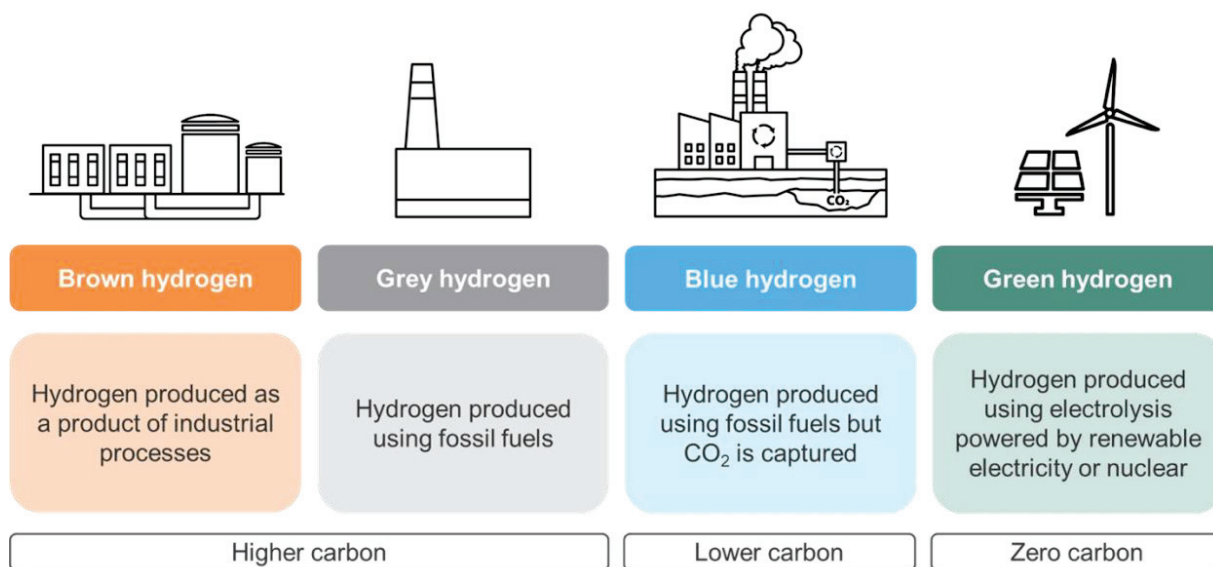 CO₂
Brown hydrogen
Grey hydrogen
Blue hydrogen
Green hydrogen
Hydrogen produced as
a product of industrial
processes
Hydrogen produced
using fossil fuels
Hydrogen produced
using fossil fuels but
CO₂ is captured
Hydrogen produced
using electrolysis
powered by renewable
electricity or nuclear
Higher carbon
Lower carbon
Zero carbon